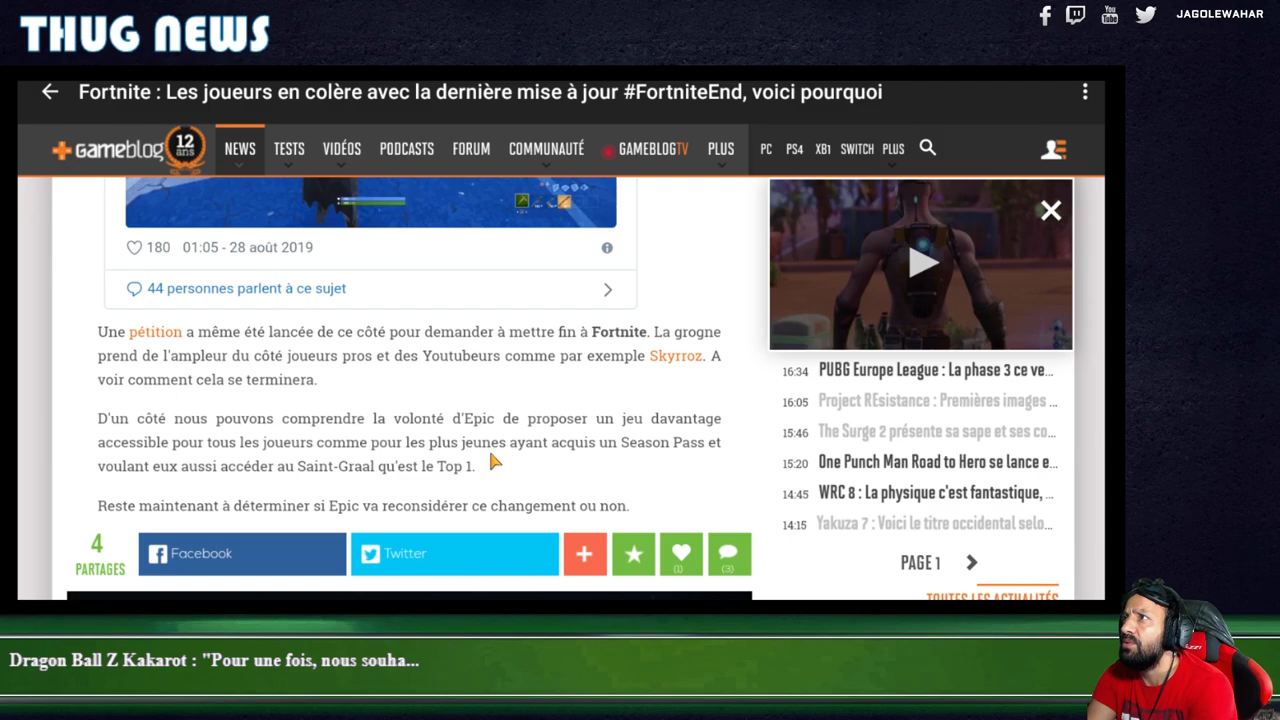 THUG NEWS
JAGOLEWAHAR
Fortnite : Les joueurs en colère avec la dernière mise à jour #FortniteEnd, voici pourquoi
gameblog 12 ans NEWS TESTS VIDÉOS PODCASTS FORUM COMMUNAUTÉ GAMEBLOGTV PLUS PC PS4 XB1 SWITCH PLUS
180 01:05 - 28 août 2019
44 personnes parlent à ce sujet
Une pétition a même été lancée de ce côté pour demander à mettre fin à Fortnite. La grogne
prend de l'ampleur du côté joueurs pros et des Youtubeurs comme par exemple Skyrroz. A
voir comment cela se terminera.
D'un côté nous pouvons comprendre la volonté d'Epic de proposer un jeu davantage
accessible pour tous les joueurs comme pour les plus jeunes ayant acquis un Season Pass et
voulant eux aussi accéder au Saint-Graal qu'est le Top 1.
Reste maintenant à déterminer si Epic va reconsidérer ce changement ou non.
4
PARTAGES
Facebook
Twitter
(1)
(3)
16:34 PUBG Europe League : La phase 3 ce ve...
16:05 Project REsistance : Premières images ...
15:46 The Surge 2 présente sa sape et ses co...
15:20 One Punch Man Road to Hero se lance e...
14:45 WRC 8 : La physique c'est fantastique, ...
14:15 Yakuza 7 : Voici le titre occidental selo...
PAGE 1
TOUTES LES ACTUALITÉS
Dragon Ball Z Kakarot : "Pour une fois, nous souha...